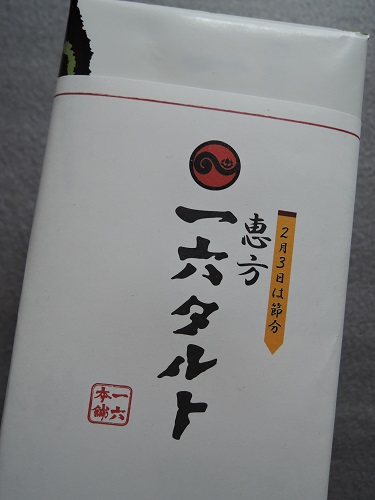 2月3日は節分
恵方
一六タルト
一六
本舗